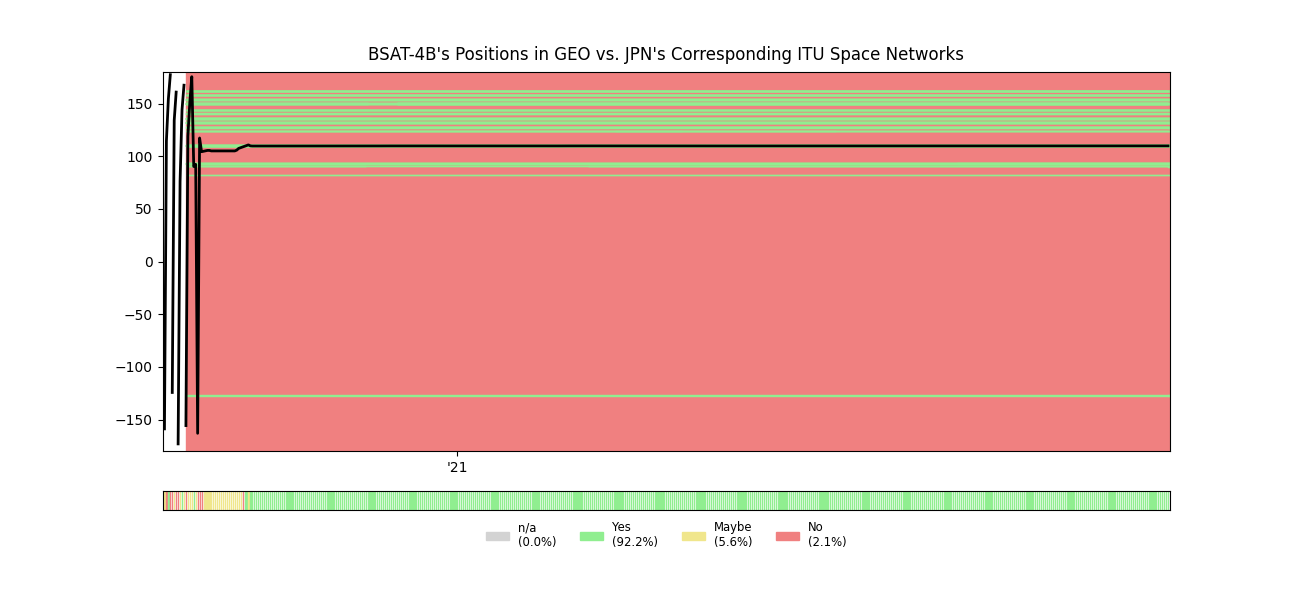 BSAT-4B's Positions in GEO vs. JPN's Corresponding ITU Space Networks
150
100
50
0
−50
−100
−150
'21
n/a
(0.0%)
Yes
(92.2%)
Maybe
(5.6%)
No
(2.1%)